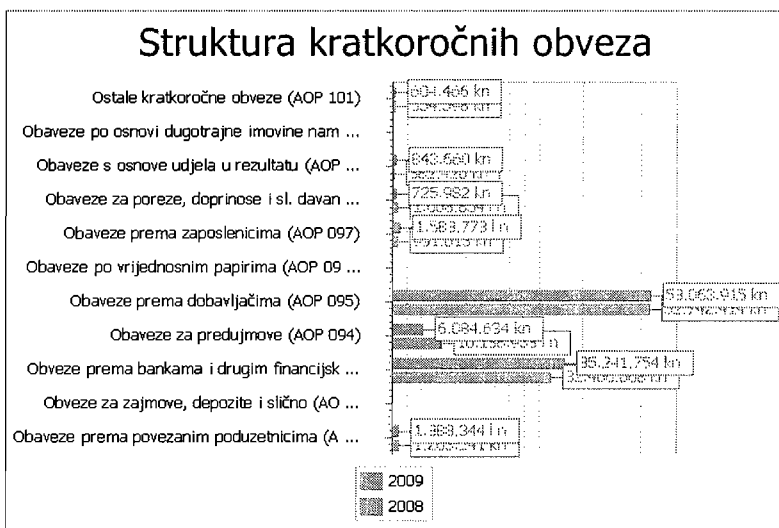 Struktura kratkoročnih obveza
Ostale kratkoročne obveze (AOP 101)
604.466 kn
Obaveze po osnovi dugotrajne imovine nam ...
Obaveze s osnove udjela u rezultatu (AOP ...
843.660 kn
Obaveze za poreze, doprinose i sl. davan ...
725.982 kn
Obaveze prema zaposlenicima (AOP 097)
1.583.773 kn
Obaveze po vrijednosnim papirima (AOP 09 ...
Obaveze prema dobavljačima (AOP 095)
53.063.915 kn
Obaveze za predujmove (AOP 094)
6.084.634 kn
Obveze prema bankama i drugim financijsk ...
35.241.754 kn
Obveze za zajmove, depozite i slično (AO ...
Obaveze prema povezanim poduzetnicima (A ...
1.383.344 kn
2009
2008